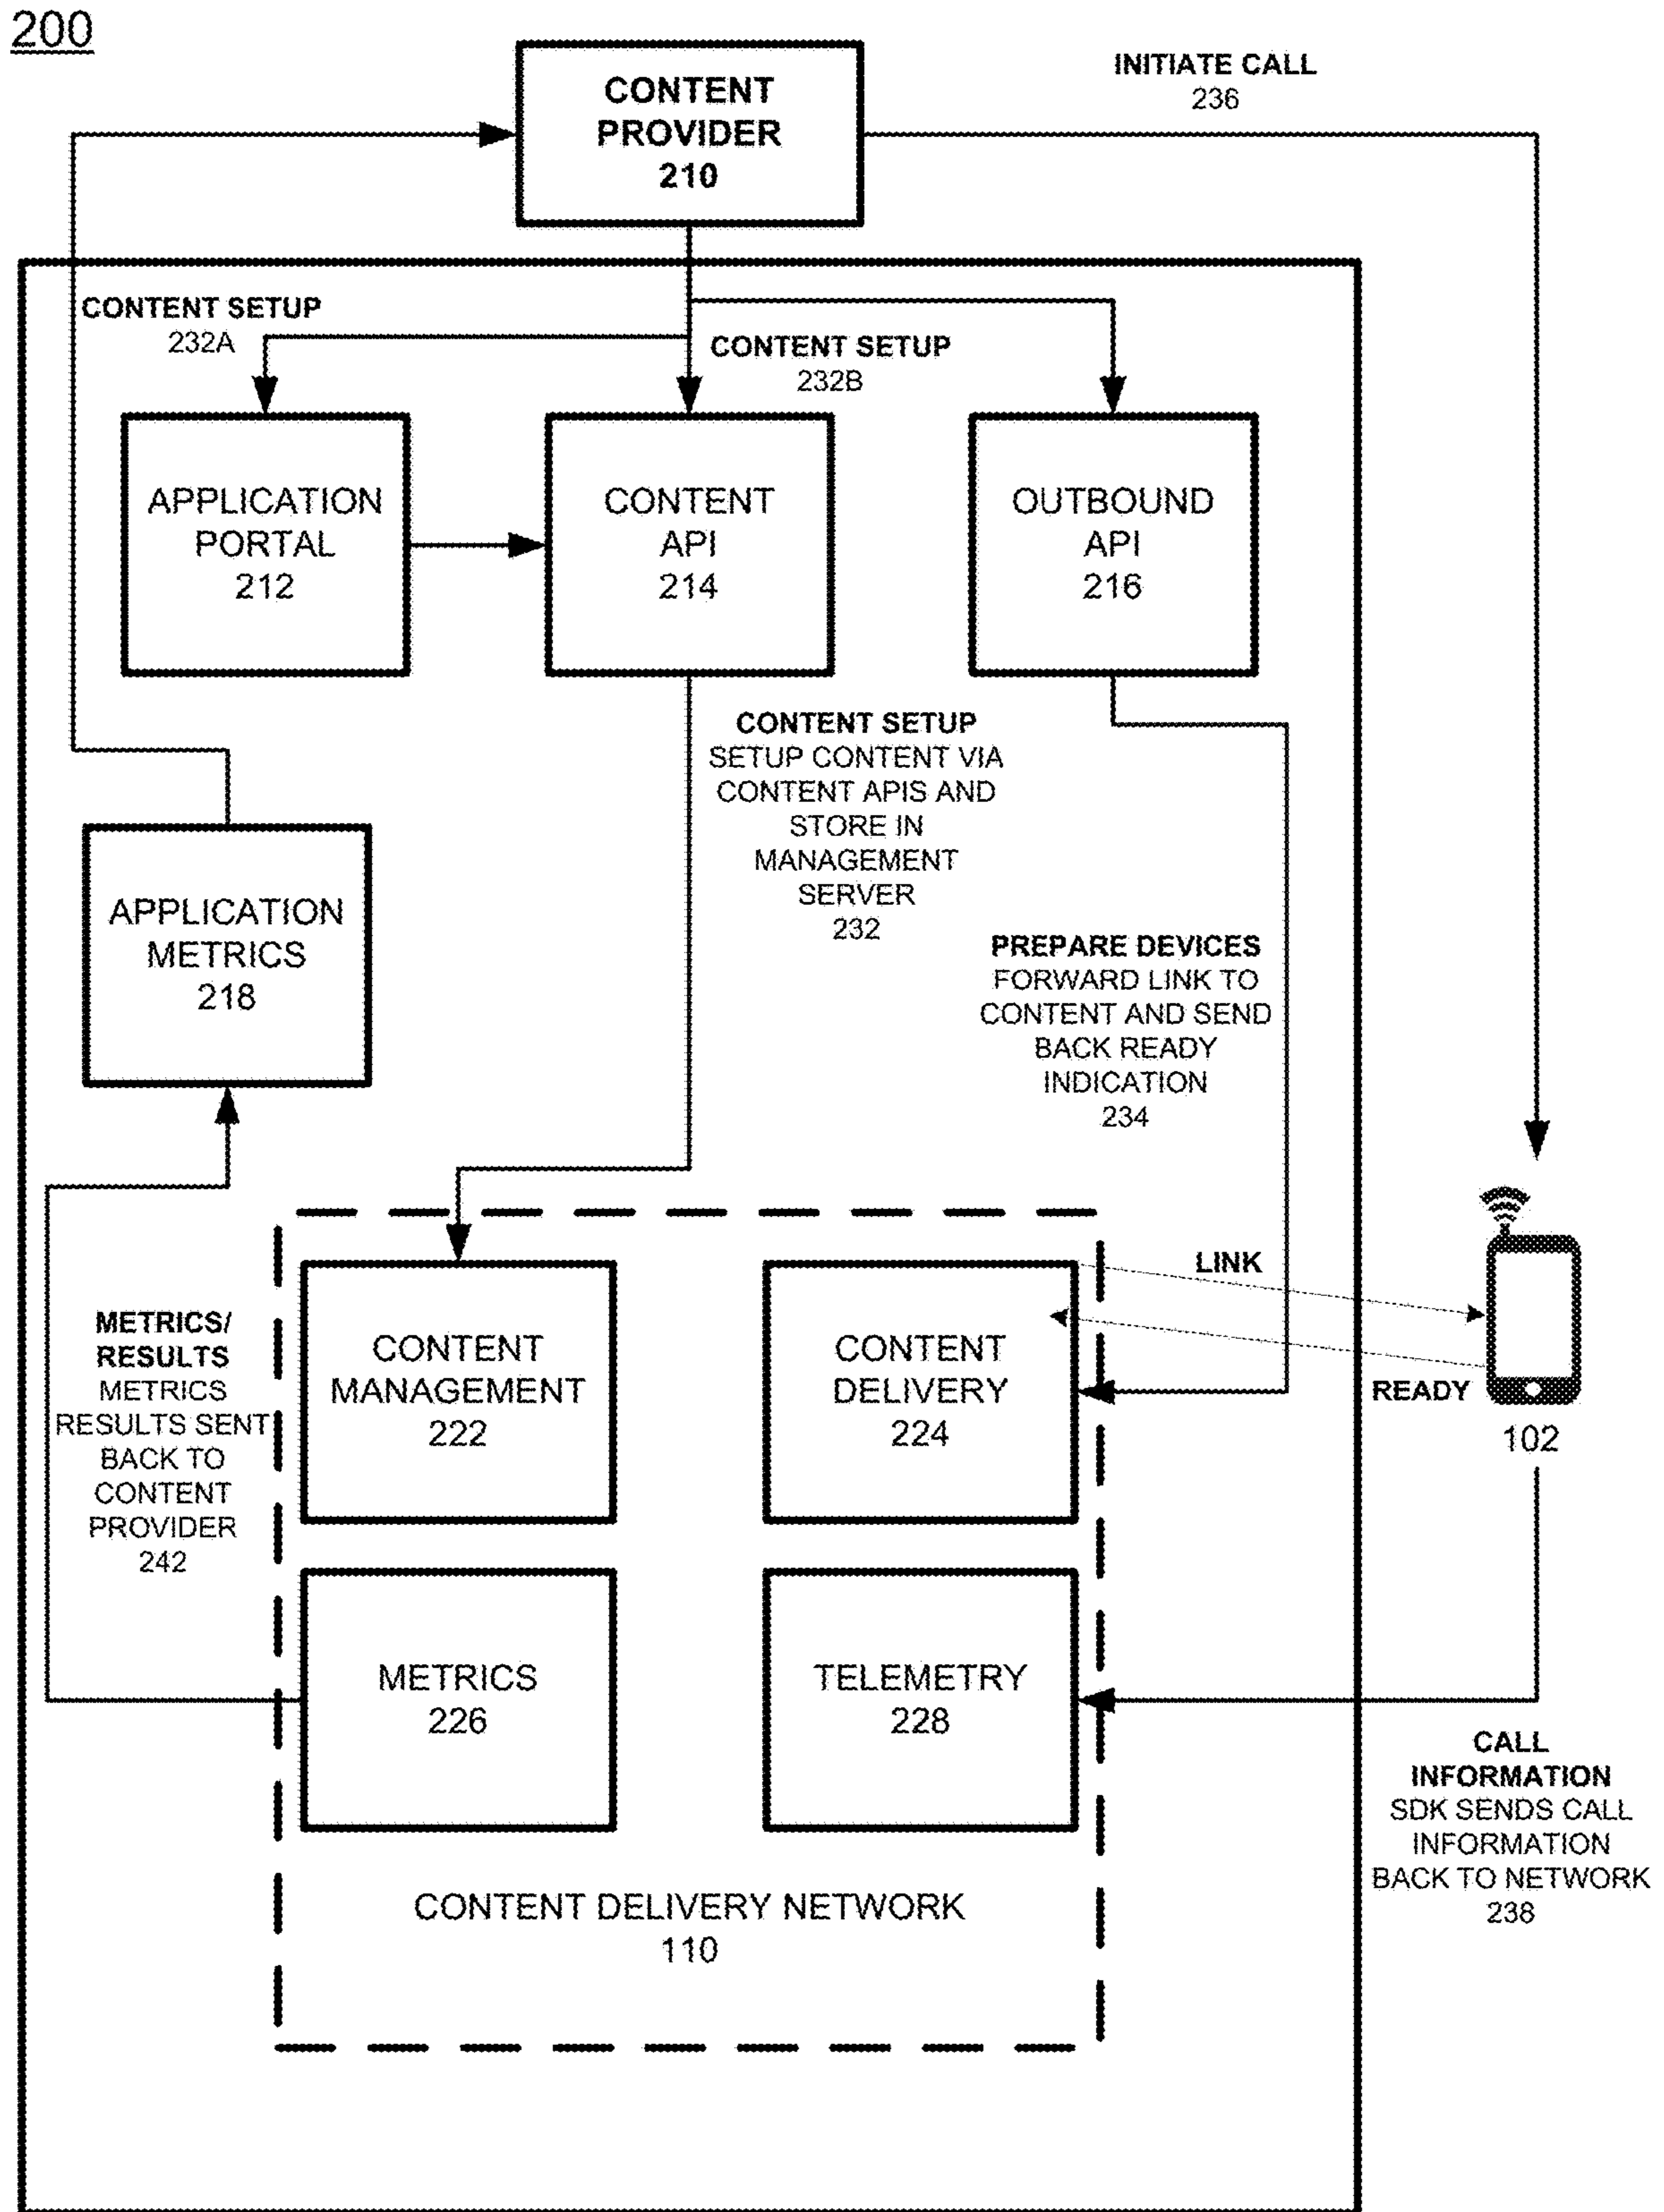 200
CONTENT
PROVIDER
210
INITIATE CALL
236
CONTENT SETUP
232A
CONTENT SETUP
232B
APPLICATION
PORTAL
212
CONTENT
API
214
OUTBOUND
API
216
CONTENT SETUP
SETUP CONTENT VIA
CONTENT APIS AND
STORE IN
MANAGEMENT
SERVER
232
APPLICATION
METRICS
218
PREPARE DEVICES
FORWARD LINK TO
CONTENT AND SEND
BACK READY
INDICATION
234
LINK
METRICS/
RESULTS
METRICS
RESULTS SENT
BACK TO
CONTENT
PROVIDER
242
CONTENT
MANAGEMENT
222
CONTENT
DELIVERY
224
READY
102
METRICS
226
TELEMETRY
228
CALL
INFORMATION
SDK SENDS CALL
INFORMATION
BACK TO NETWORK
238
CONTENT DELIVERY NETWORK
110